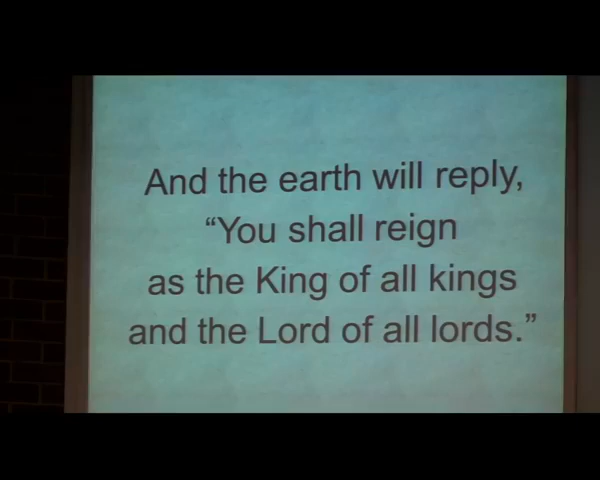 And the earth will reply,
“You shall reign
as the King of all kings
and the Lord of all lords.”